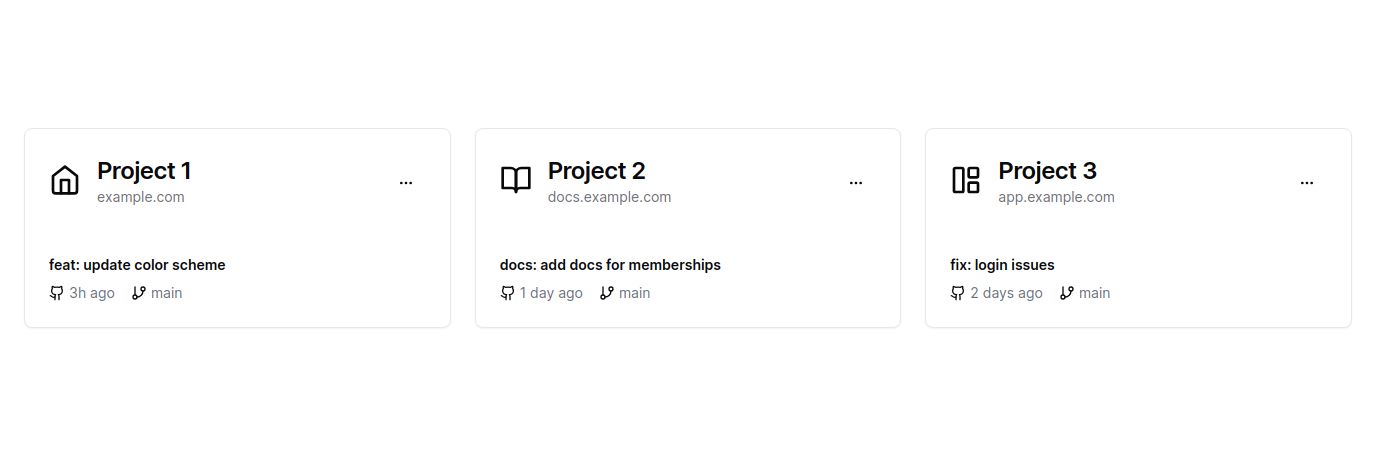 Project 1
example.com
feat: update color scheme
3h ago main
Project 2
docs.example.com
docs: add docs for memberships
1 day ago main
Project 3
app.example.com
fix: login issues
2 days ago main